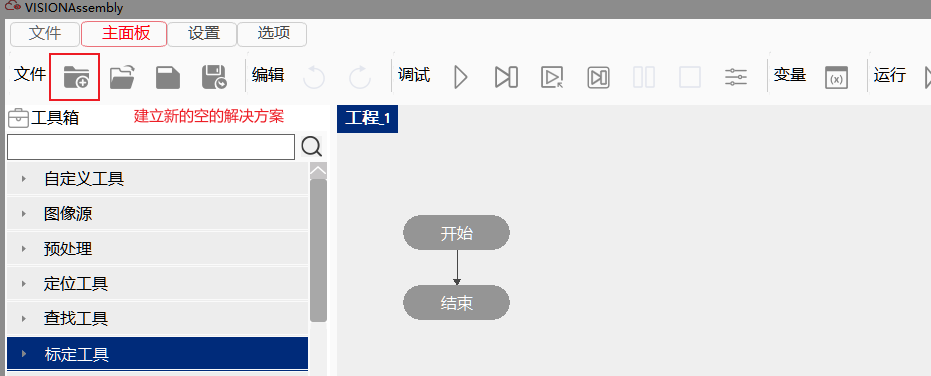 VISIONAssembly
文件 主面板 设置 选项
文件 编辑 调试 变量 (x) 运行
工具箱 建立新的空的解决方案
工程_1
自定义工具
图像源
预处理
定位工具
查找工具
标定工具
开始
结束